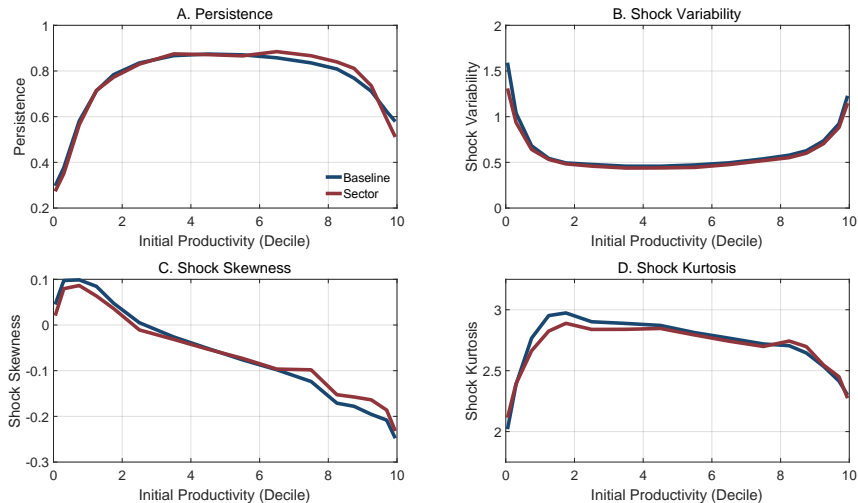 A. Persistence
1
0.8
0.6
0.4
0.2
Persistence
Baseline
Sector
0 2 4 6 8 10
Initial Productivity (Decile)
B. Shock Variability
2
1.5
1
0.5
0
Shock Variability
0 2 4 6 8 10
Initial Productivity (Decile)
C. Shock Skewness
0.1
0
-0.1
-0.2
-0.3
Shock Skewness
0 2 4 6 8 10
Initial Productivity (Decile)
D. Shock Kurtosis
3
2.5
2
Shock Kurtosis
0 2 4 6 8 10
Initial Productivity (Decile)